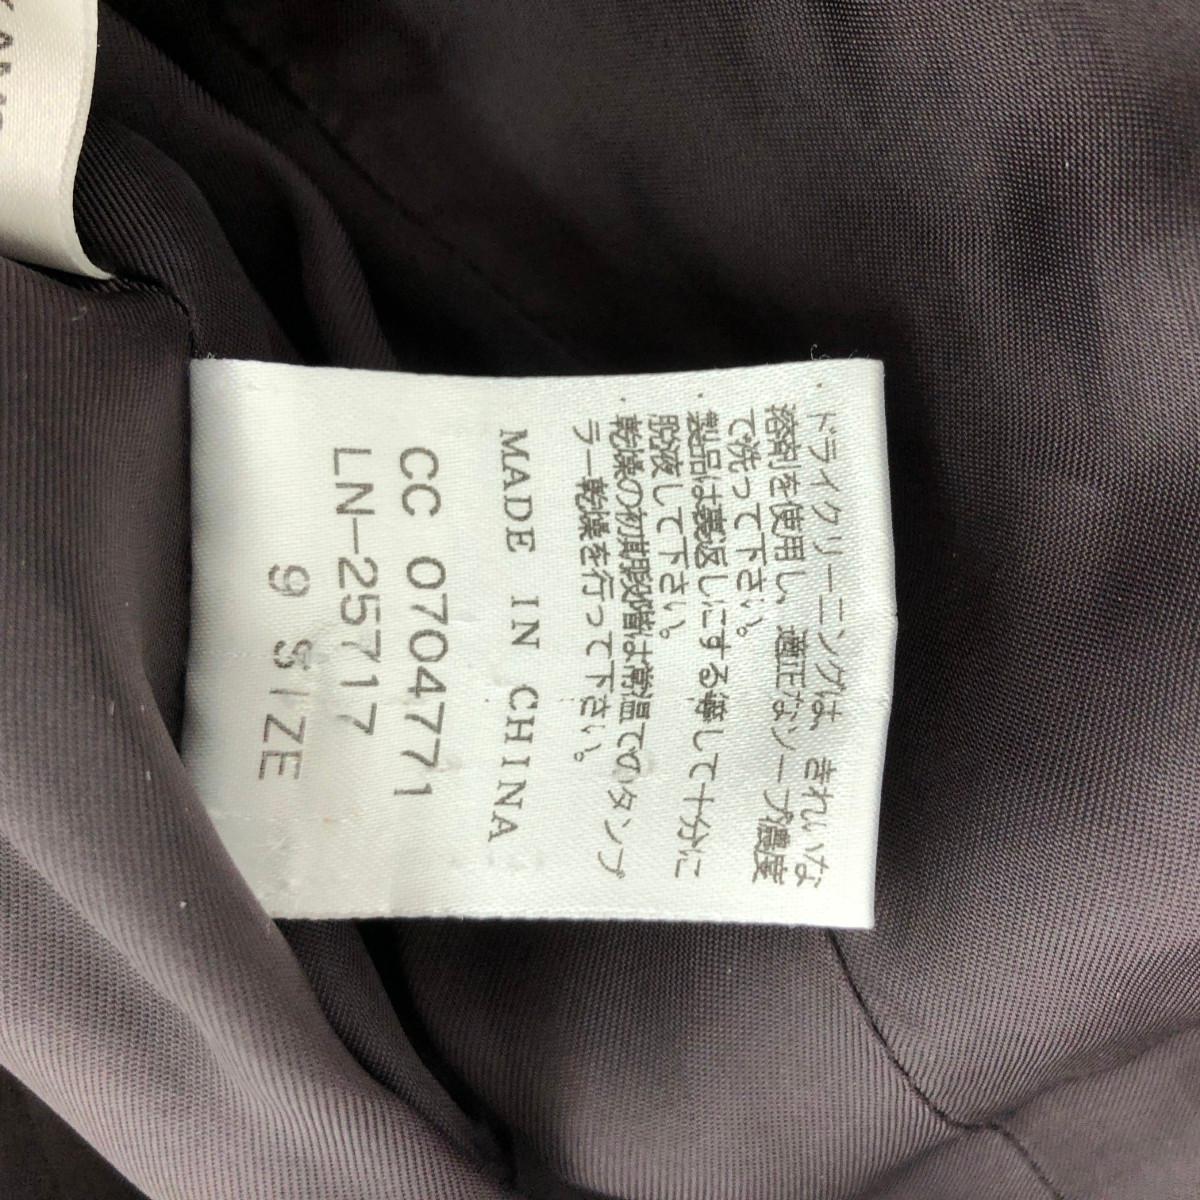 ・ドライクリーニングは、きれいな
溶剤を使用し、適正なソープ濃度
で洗って下さい。
・製品は裏返しにする等して十分に
脱液して下さい。
・乾燥の初期脱液管は常温でのタンブ
ラー乾燥を行って下さい。
MADE IN CHINA
CC 0704771
LN-25717
9 SIZE